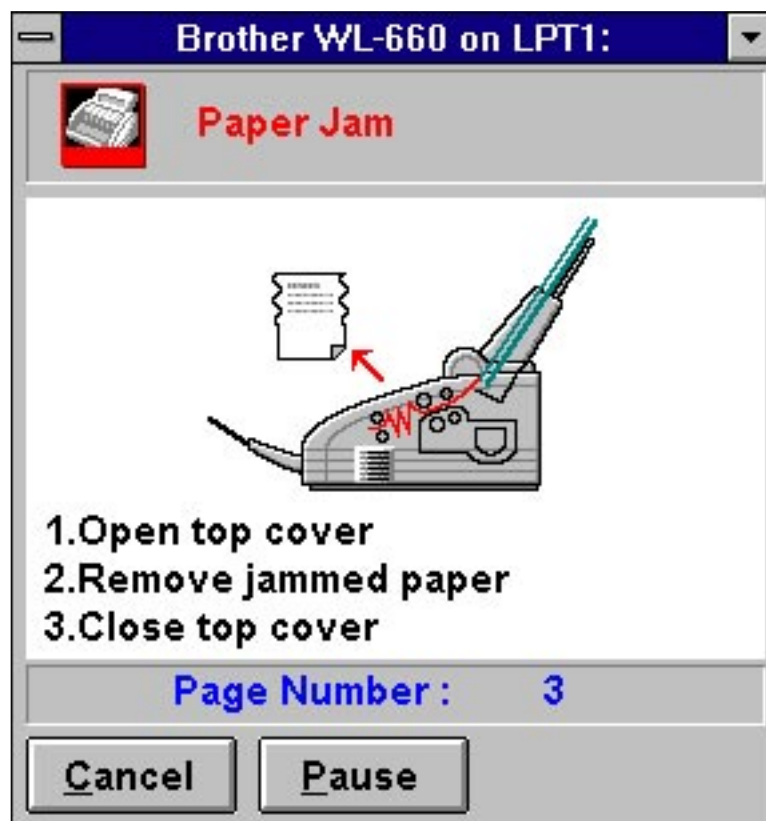 Brother WL-660 on LPT1:
Paper Jam
1.Open top cover
2.Remove jammed paper
3.Close top cover
Page Number : 3
Cancel Pause